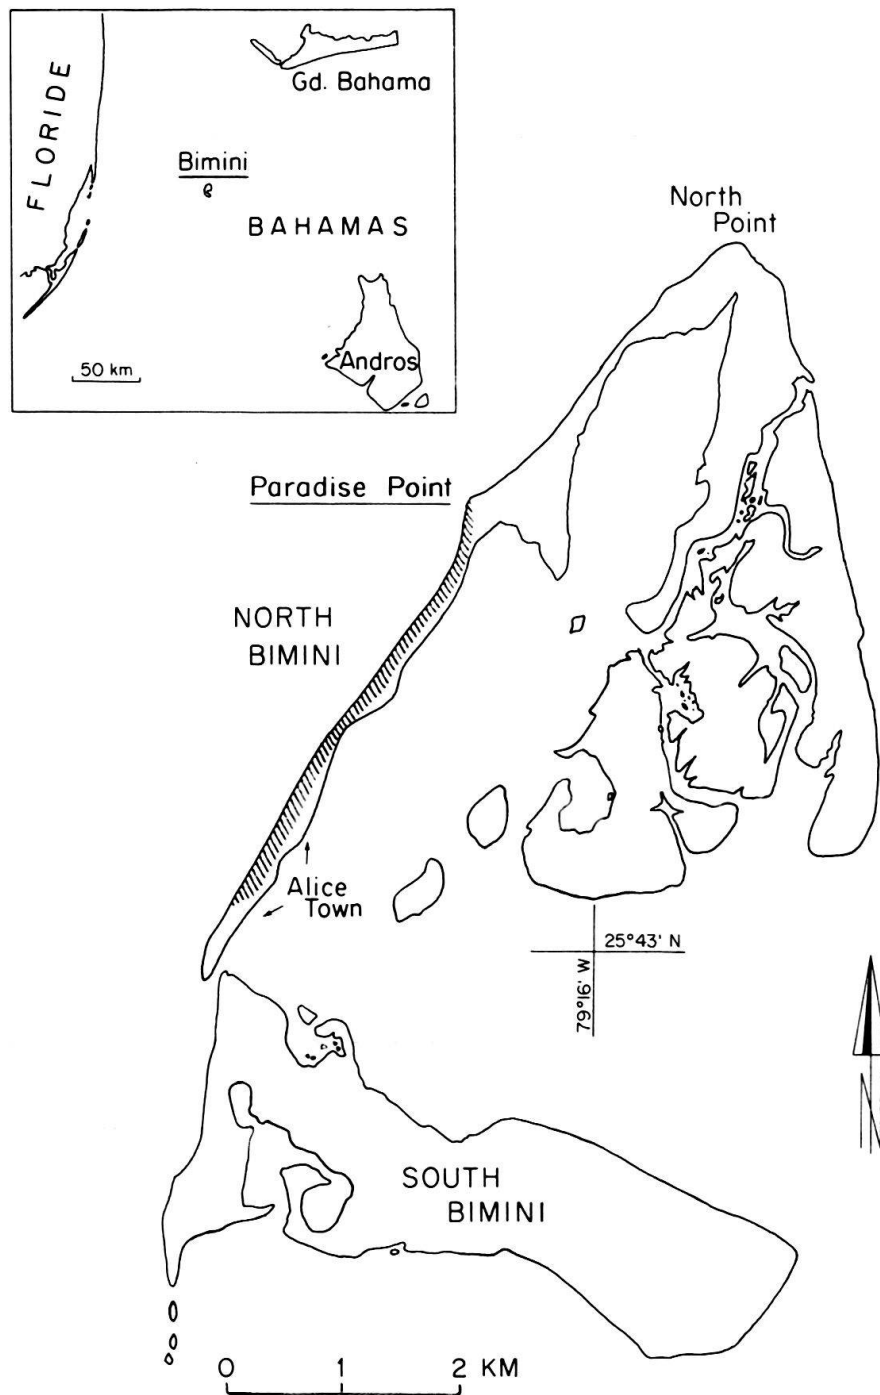 FLORIDE
Gd. Bahama
Bimini
BAHAMAS
Andros
50 km
North
Point
Paradise Point
NORTH
BIMINI
Alice
Town
25°43' N
79°16' W
N
SOUTH
BIMINI
0 1 2 KM